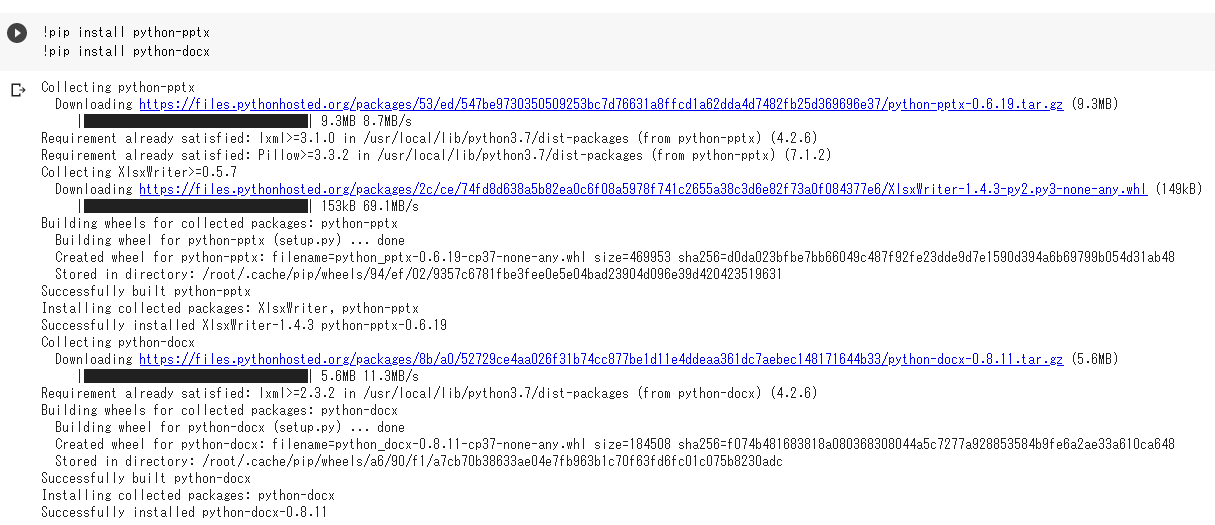 !pip install python-pptx
!pip install python-docx
Collecting python-pptx
Downloading https://files.pythonhosted.org/packages/53/ed/547be9730350509253bc7d76631a8ffcd1a62dda4d7482fb25d369696e37/python-pptx-0.6.19.tar.gz (9.3MB)
|████████████████████████████████| 9.3MB 8.7MB/s
Requirement already satisfied: lxml>=3.1.0 in /usr/local/lib/python3.7/dist-packages (from python-pptx) (4.2.6)
Requirement already satisfied: Pillow>=3.3.2 in /usr/local/lib/python3.7/dist-packages (from python-pptx) (7.1.2)
Collecting XlsxWriter>=0.5.7
Downloading https://files.pythonhosted.org/packages/2c/ce/74fd8d638a5b82ea0c6f08a5978f741c2655a38c3d6e82f73a0f084377e6/XlsxWriter-1.4.3-py2.py3-none-any.whl (149kB)
|████████████████████████████████| 153kB 69.1MB/s
Building wheels for collected packages: python-pptx
Building wheel for python-pptx (setup.py) ... done
Created wheel for python-pptx: filename=python_pptx-0.6.19-cp37-none-any.whl size=469953 sha256=d0da023bfbe7bb66049c487f92fe23dde9d7e1590d394a6b69799b054d31ab48
Stored in directory: /root/.cache/pip/wheels/94/ef/02/9357c6781fbe3fee0e5e04bad23904d096e39d420423519631
Successfully built python-pptx
Installing collected packages: XlsxWriter, python-pptx
Successfully installed XlsxWriter-1.4.3 python-pptx-0.6.19
Collecting python-docx
Downloading https://files.pythonhosted.org/packages/8b/a0/52729ce4aa026f31b74cc877be1d11e4ddeaa361dc7aebec148171644b33/python-docx-0.8.11.tar.gz (5.6MB)
|████████████████████████████████| 5.6MB 11.3MB/s
Requirement already satisfied: lxml>=2.3.2 in /usr/local/lib/python3.7/dist-packages (from python-docx) (4.2.6)
Building wheels for collected packages: python-docx
Building wheel for python-docx (setup.py) ... done
Created wheel for python-docx: filename=python_docx-0.8.11-cp37-none-any.whl size=184508 sha256=f074b481683818a080368308044a5c7277a928853584b9fe6a2ae33a610ca648
Stored in directory: /root/.cache/pip/wheels/a6/90/f1/a7cb70b38633ae04e7fb963b1c70f63fd6fc01c075b8230adc
Successfully built python-docx
Installing collected packages: python-docx
Successfully installed python-docx-0.8.11